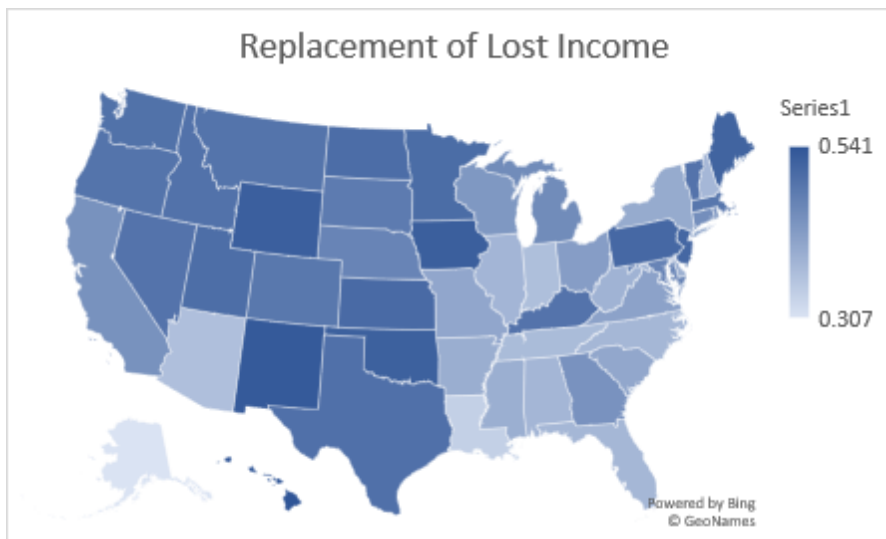 Replacement of Lost Income
Series1
0.541
0.307
Powered by Bing
© GeoNames